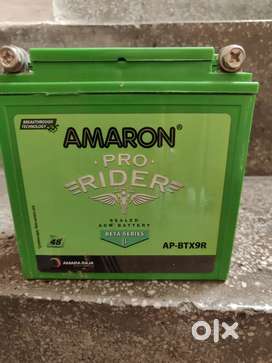 BREAKTHROUGH
TECHNOLOGY
AMARON®
PRO
RIDER
SEALED
AGM BATTERY
BETA SERIES
β
48
AP-BTX9R
AMARA RAJA
OLX